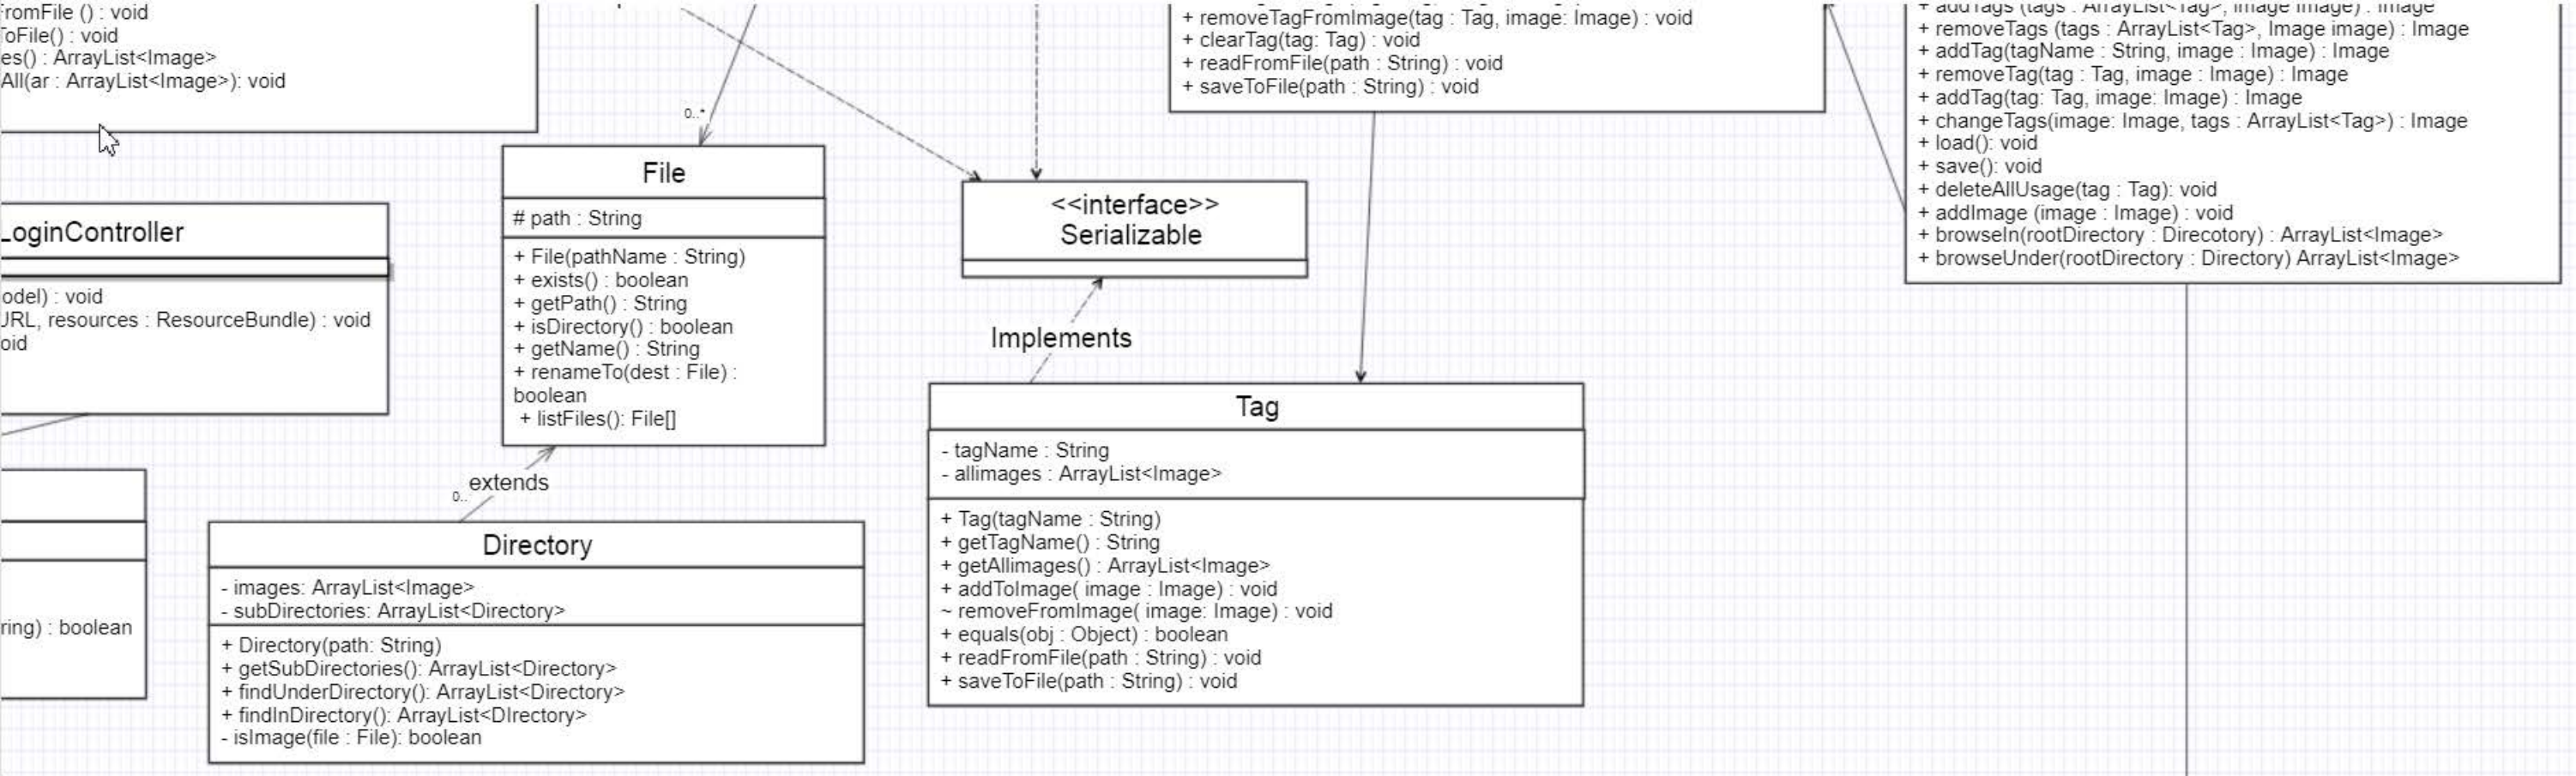 romFile () : void
oFile() : void
es() : ArrayList<Image>
All(ar : ArrayList<Image>): void
+ removeTagFromImage(tag : Tag, image: Image) : void
+ clearTag(tag: Tag) : void
+ readFromFile(path : String) : void
+ saveToFile(path : String) : void
+ addTags (tags : ArrayList<Tag>, image Image) : Image
+ removeTags (tags : ArrayList<Tag>, Image image) : Image
+ addTag(tagName : String, image : Image) : Image
+ removeTag(tag : Tag, image : Image) : Image
+ addTag(tag: Tag, image: Image) : Image
+ changeTags(image: Image, tags : ArrayList<Tag>) : Image
+ load(): void
+ save(): void
+ deleteAllUsage(tag : Tag): void
+ addImage (image : Image) : void
+ browseIn(rootDirectory : Direcotory) : ArrayList<Image>
+ browseUnder(rootDirectory : Directory) ArrayList<Image>
0..*
File
# path : String
+ File(pathName : String)
+ exists() : boolean
+ getPath() : String
+ isDirectory() : boolean
+ getName() : String
+ renameTo(dest : File) :
boolean
+ listFiles(): File[]
<<interface>>
Serializable
LoginController
odel) : void
URL, resources : ResourceBundle) : void
oid
Implements
extends
0..
ring) : boolean
Directory
- images: ArrayList<Image>
- subDirectories: ArrayList<Directory>
+ Directory(path: String)
+ getSubDirectories(): ArrayList<Directory>
+ findUnderDirectory(): ArrayList<Directory>
+ findInDirectory(): ArrayList<DIrectory>
- isImage(file : File): boolean
Tag
- tagName : String
- allimages : ArrayList<Image>
+ Tag(tagName : String)
+ getTagName() : String
+ getAllimages() : ArrayList<Image>
+ addToImage( image : Image) : void
~ removeFromImage( image: Image) : void
+ equals(obj : Object) : boolean
+ readFromFile(path : String) : void
+ saveToFile(path : String) : void